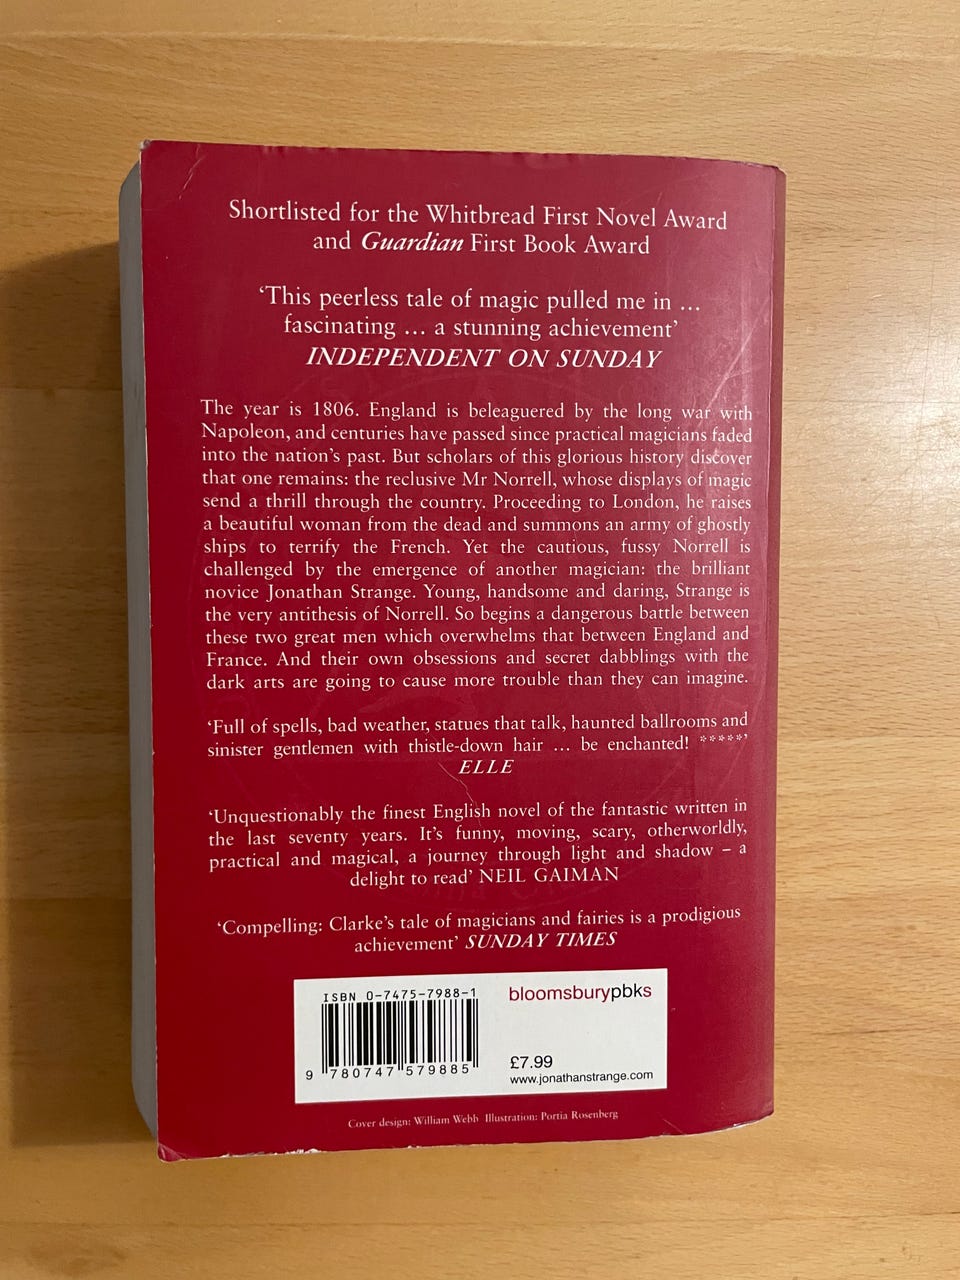 Shortlisted for the Whitbread First Novel Award
and Guardian First Book Award
‘This peerless tale of magic pulled me in ...
fascinating ... a stunning achievement’
INDEPENDENT ON SUNDAY
The year is 1806. England is beleaguered by the long war with
Napoleon, and centuries have passed since practical magicians faded
into the nation’s past. But scholars of this glorious history discover
that one remains: the reclusive Mr Norrell, whose displays of magic
send a thrill through the country. Proceeding to London, he raises
a beautiful woman from the dead and summons an army of ghostly
ships to terrify the French. Yet the cautious, fussy Norrell is
challenged by the emergence of another magician: the brilliant
novice Jonathan Strange. Young, handsome and daring, Strange is
the very antithesis of Norrell. So begins a dangerous battle between
these two great men which overwhelms that between England and
France. And their own obsessions and secret dabblings with the
dark arts are going to cause more trouble than they can imagine.
‘Full of spells, bad weather, statues that talk, haunted ballrooms and
sinister gentlemen with thistle-down hair ... be enchanted! *****’
ELLE
‘Unquestionably the finest English novel of the fantastic written in
the last seventy years. It’s funny, moving, scary, otherworldly,
practical and magical, a journey through light and shadow – a
delight to read’ NEIL GAIMAN
‘Compelling: Clarke’s tale of magicians and fairies is a prodigious
achievement’ SUNDAY TIMES
ISBN 0-7475-7988-1
9 780747 579885
bloomsburypbks
£7.99
www.jonathanstrange.com
Cover design: William Webb Illustration: Portia Rosenberg